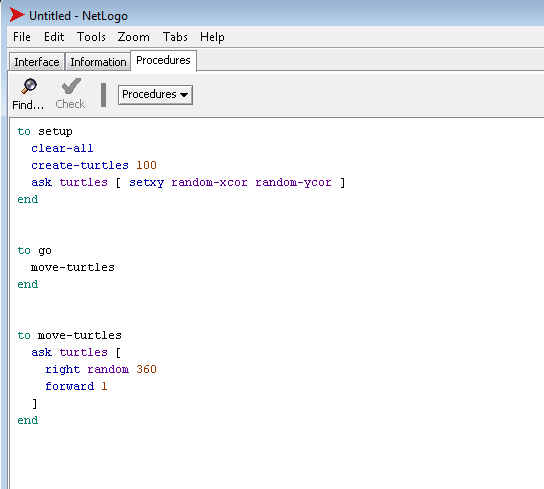 Untitled - NetLogo
File Edit Tools Zoom Tabs Help
Interface Information Procedures
Find... Check Procedures
to setup
  clear-all
  create-turtles 100
  ask turtles [ setxy random-xcor random-ycor ]
end
to go
  move-turtles
end
to move-turtles
  ask turtles [
    right random 360
    forward 1
  ]
end